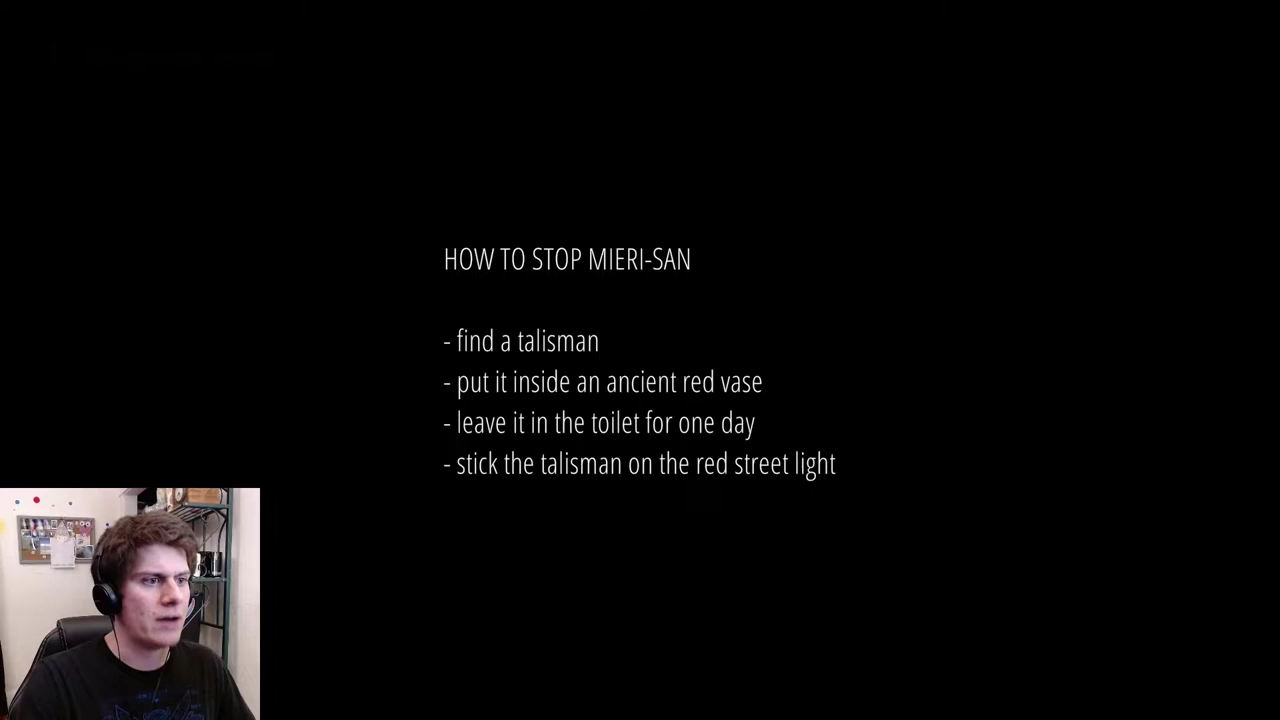 HOW TO STOP MIERI-SAN
- find a talisman
- put it inside an ancient red vase
- leave it in the toilet for one day
- stick the talisman on the red street light